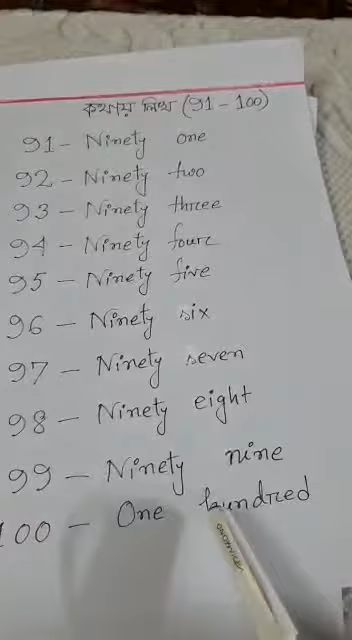 কথায় লিখ (91 - 100)
91 - Ninety one
92 - Ninety two
93 - Ninety three
94 - Ninety four
95 - Ninety five
96 - Ninety six
97 - Ninety seven
98 - Ninety eight
99 - Ninety nine
100 - One hundred